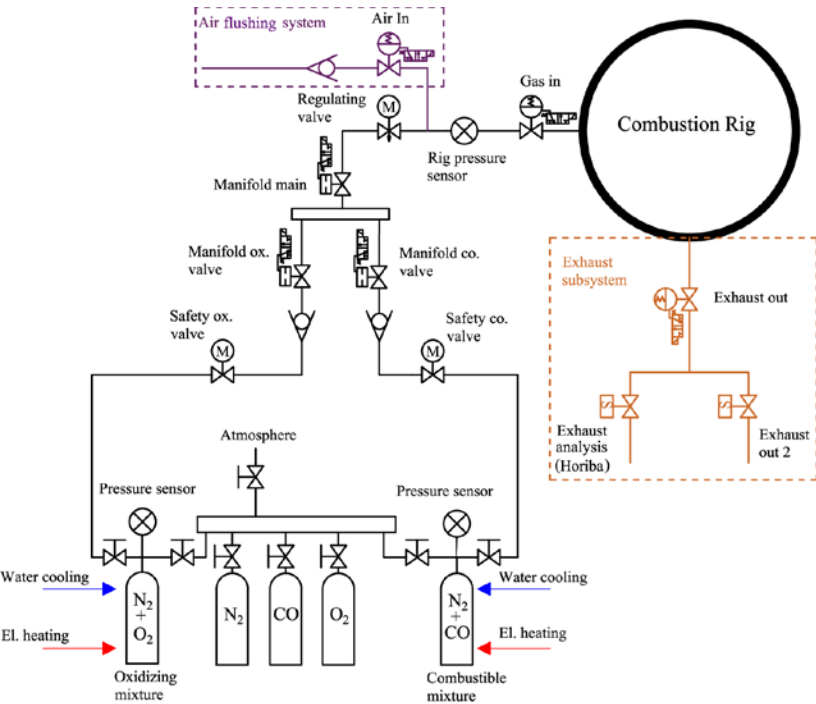 Air flushing system
Air In
Gas in
Regulating
valve
M
Combustion Rig
Rig pressure
sensor
Manifold main
Manifold ox.
valve
Manifold co.
valve
Exhaust
subsystem
Exhaust out
Safety ox.
valve
Safety co.
valve
M
M
S
S
Exhaust
analysis
(Horiba)
Exhaust
out 2
Atmosphere
Pressure sensor
Pressure sensor
Water cooling
Water cooling
N2
+
O2
N2
CO
O2
N2
+
CO
El. heating
El. heating
Oxidizing
mixture
Combustible
mixture